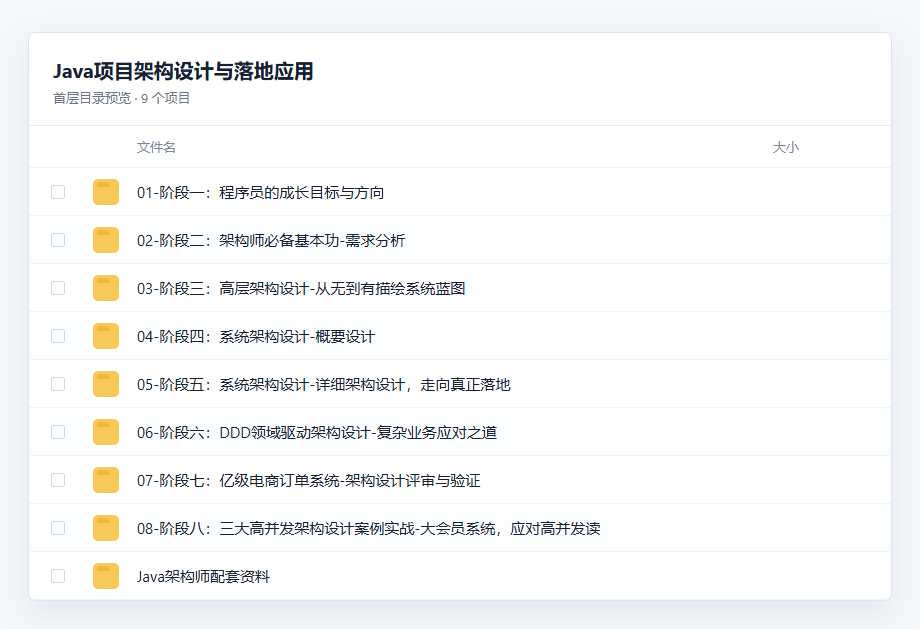 Java项目架构设计与落地应用
首层目录预览 · 9 个项目
文件名 大小
01-阶段一：程序员的成长目标与方向
02-阶段二：架构师必备基本功-需求分析
03-阶段三：高层架构设计-从无到有描绘系统蓝图
04-阶段四：系统架构设计-概要设计
05-阶段五：系统架构设计-详细架构设计，走向真正落地
06-阶段六：DDD领域驱动架构设计-复杂业务应对之道
07-阶段七：亿级电商订单系统-架构设计评审与验证
08-阶段八：三大高并发架构设计案例实战-大会员系统，应对高并发读
Java架构师配套资料